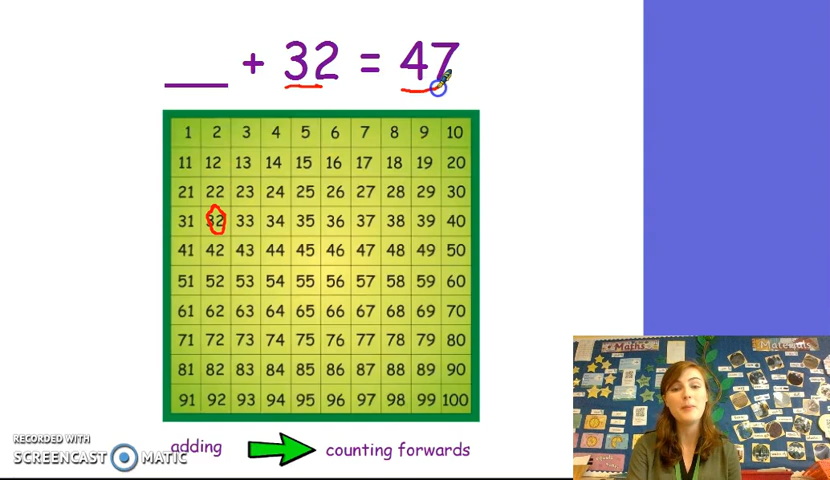 ___ + 32 = 47
1 2 3 4 5 6 7 8 9 10
11 12 13 14 15 16 17 18 19 20
21 22 23 24 25 26 27 28 29 30
31 32 33 34 35 36 37 38 39 40
41 42 43 44 45 46 47 48 49 50
51 52 53 54 55 56 57 58 59 60
61 62 63 64 65 66 67 68 69 70
71 72 73 74 75 76 77 78 79 80
81 82 83 84 85 86 87 88 89 90
91 92 93 94 95 96 97 98 99 100
adding counting forwards
RECORDED WITH
SCREENCAST MATIC
Maths
Materials